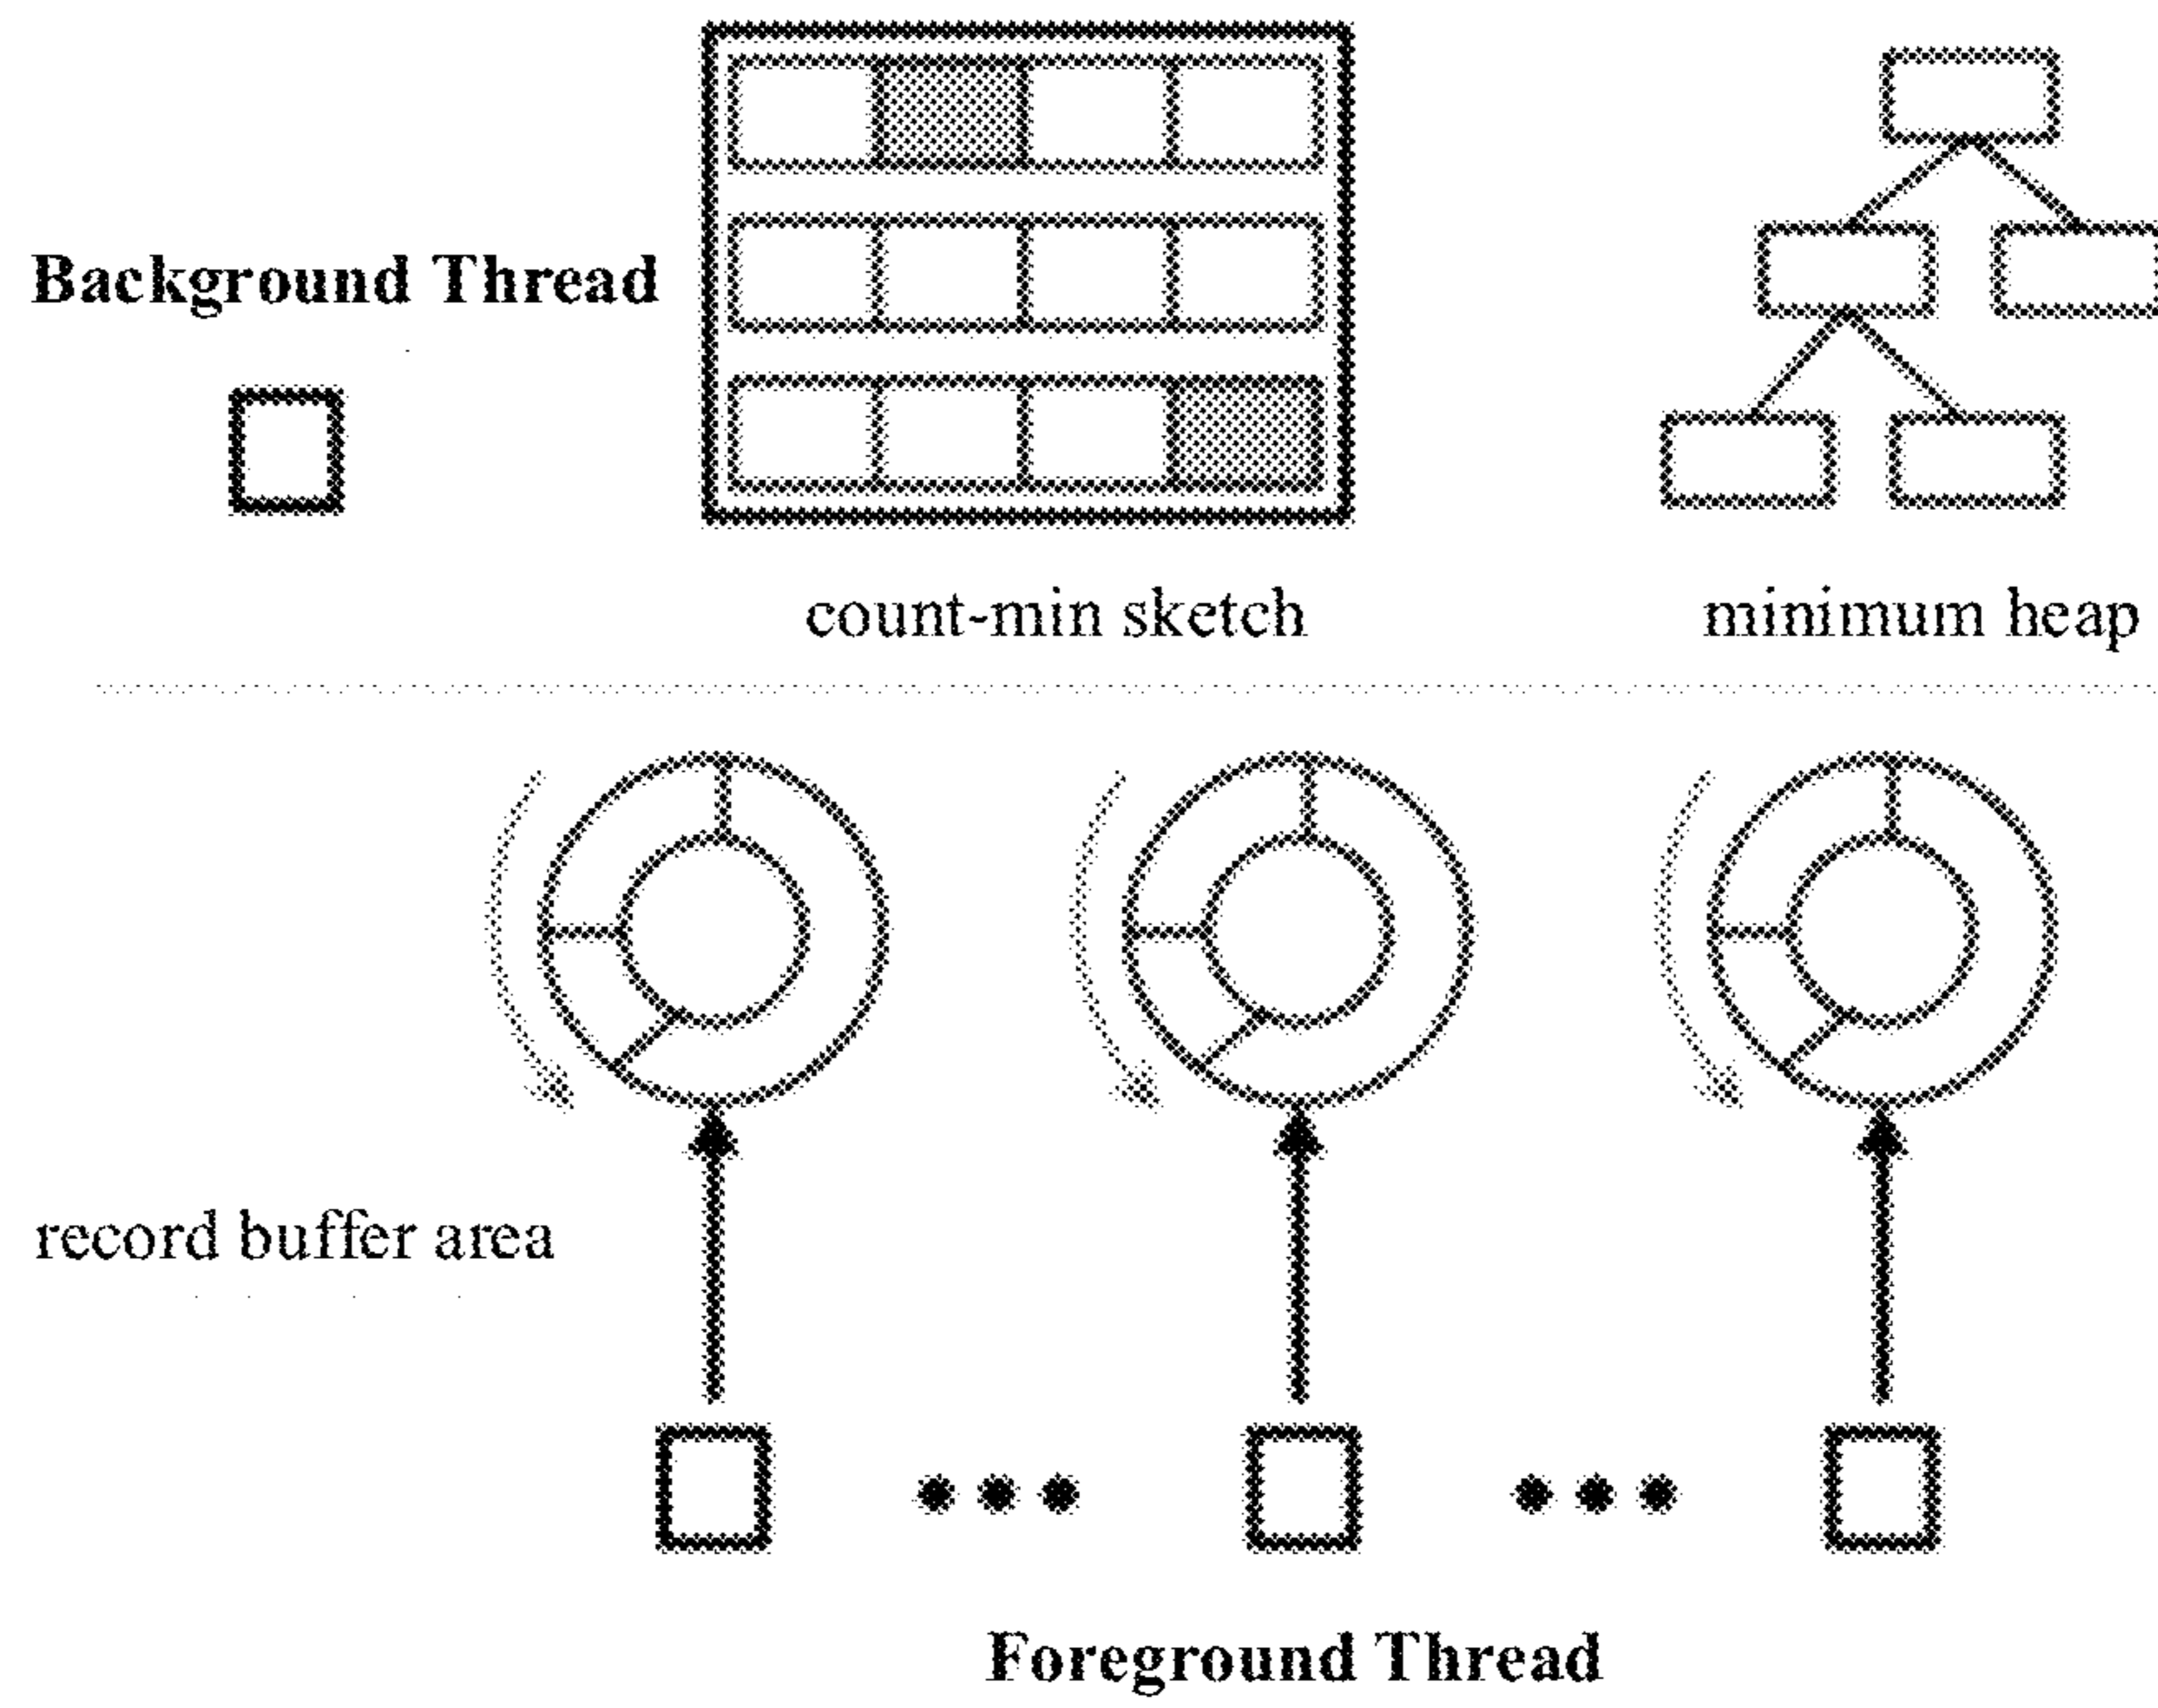 Background Thread
count-min sketch
minimum heap
record buffer area
Foreground Thread